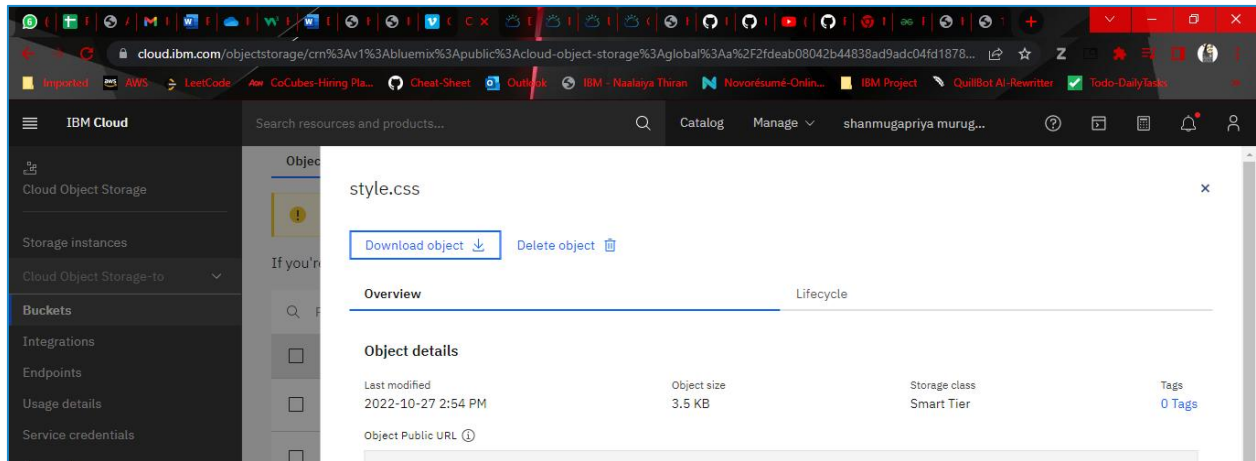 cloud.ibm.com/objectstorage/crn%3Av1%3Abluemix%3Apublic%3Acloud-object-storage%3Aglobal%3Aa%2F2fdeab08042b44838ad9adc04fd1878...
Imported AWS LeetCode CoCubes-Hiring Pla... Cheat-Sheet Outlook IBM - Naalaiya Thiran Novorésumé-Onlin... IBM Project QuillBot AI-Rewritter Todo-DailyTasks
IBM Cloud Search resources and products... Catalog Manage shanmugapriya murug...
Cloud Object Storage
Storage instances
Cloud Object Storage-to
Buckets
Integrations
Endpoints
Usage details
Service credentials
Objec
If you're
style.css
Download object Delete object
Overview Lifecycle
Object details
Last modified Object size Storage class Tags
2022-10-27 2:54 PM 3.5 KB Smart Tier 0 Tags
Object Public URL